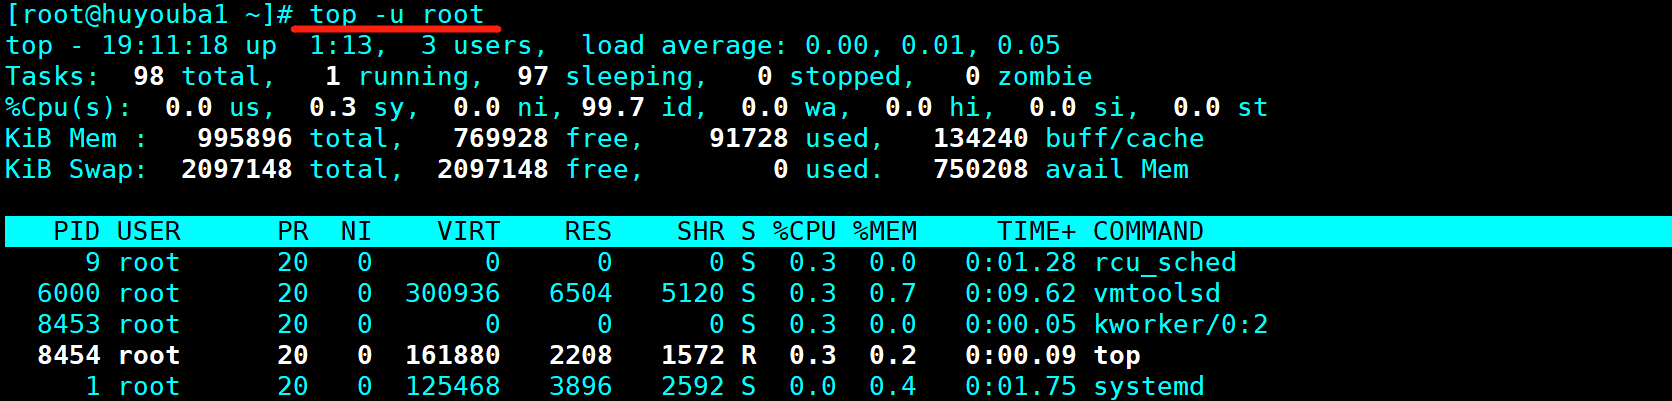 [root@huyouba1 ~]# top -u root
top - 19:11:18 up  1:13,  3 users,  load average: 0.00, 0.01, 0.05
Tasks:  98 total,   1 running,  97 sleeping,   0 stopped,   0 zombie
%Cpu(s):  0.0 us,  0.3 sy,  0.0 ni, 99.7 id,  0.0 wa,  0.0 hi,  0.0 si,  0.0 st
KiB Mem :   995896 total,   769928 free,    91728 used,   134240 buff/cache
KiB Swap:  2097148 total,  2097148 free,        0 used.   750208 avail Mem
   PID USER      PR  NI    VIRT    RES    SHR S %CPU %MEM     TIME+ COMMAND
     9 root      20   0       0      0      0 S  0.3  0.0   0:01.28 rcu_sched
  6000 root      20   0  300936   6504   5120 S  0.3  0.7   0:09.62 vmtoolsd
  8453 root      20   0       0      0      0 S  0.3  0.0   0:00.05 kworker/0:2
  8454 root      20   0  161880   2208   1572 R  0.3  0.2   0:00.09 top
     1 root      20   0  125468   3896   2592 S  0.0  0.4   0:01.75 systemd